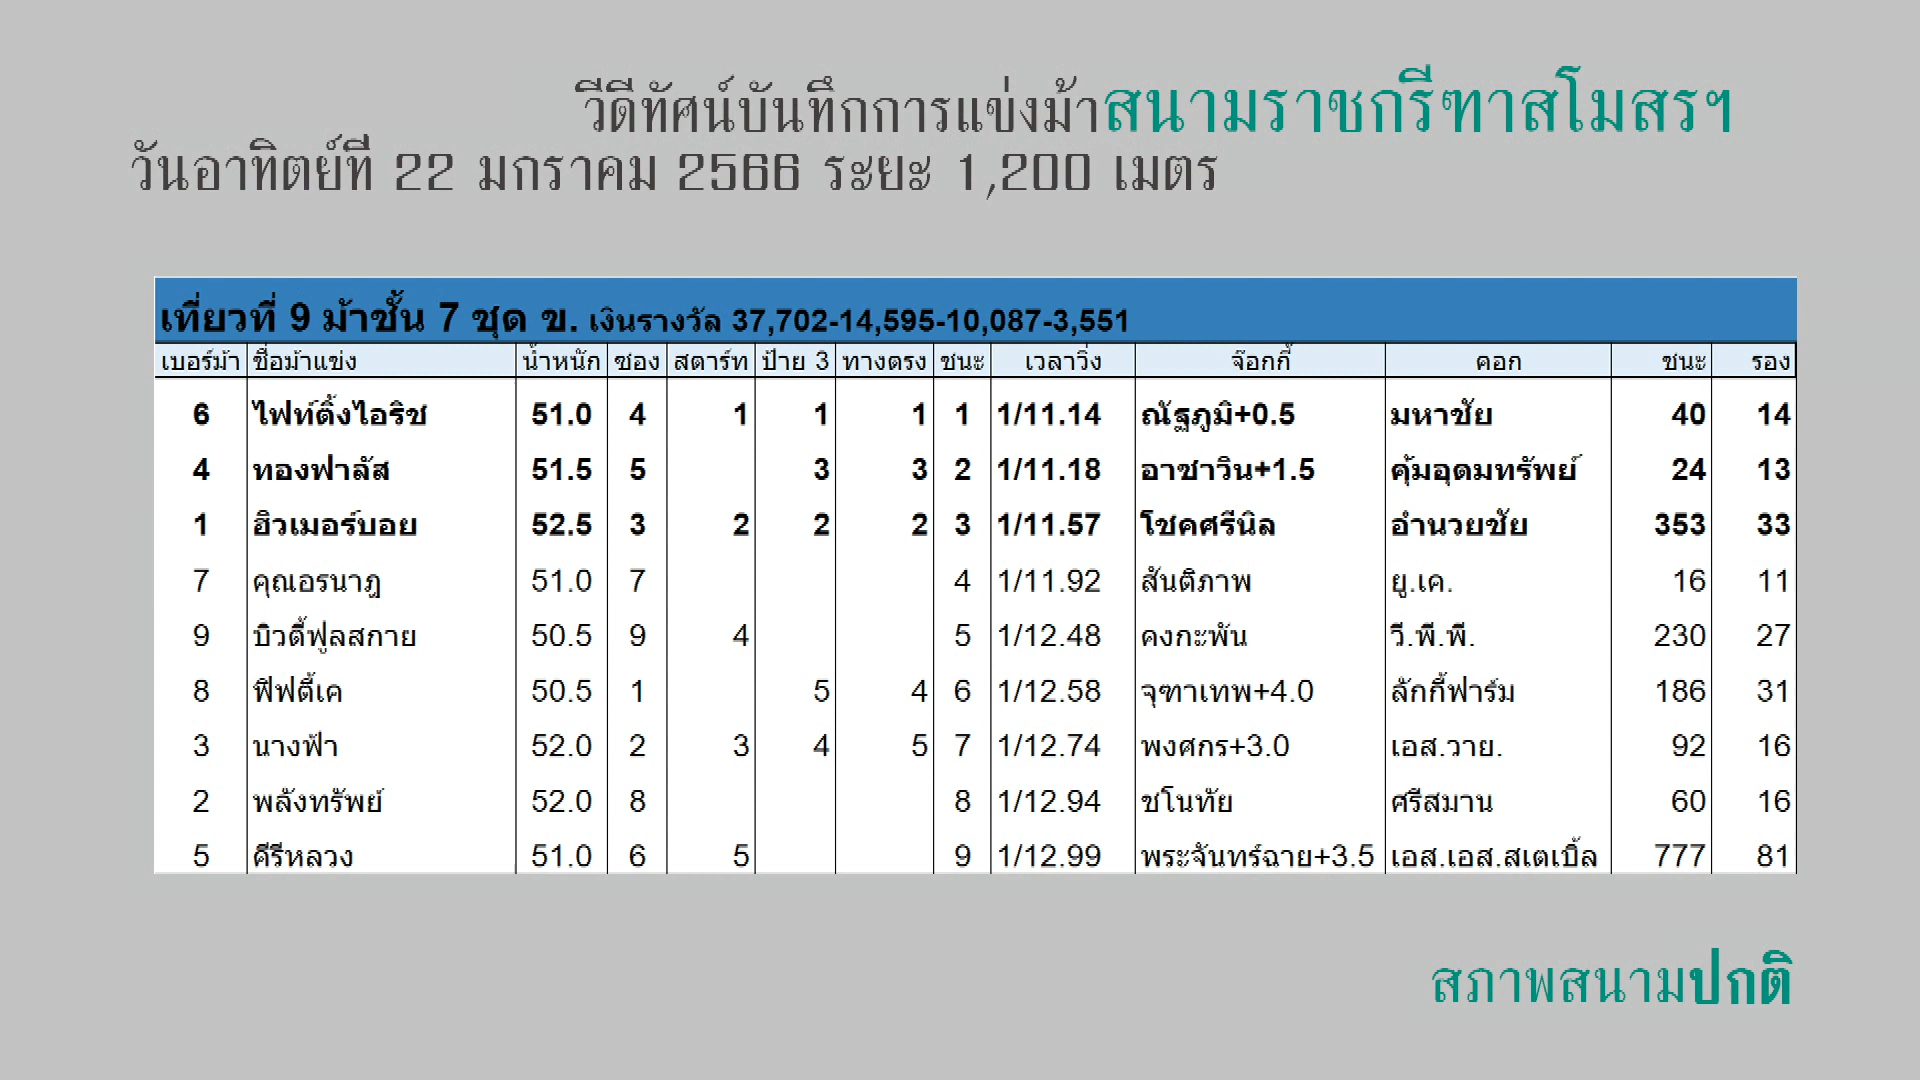 วีดีทัศน์บันทึกการแข่งม้าสนามราชกรีฑาสโมสรฯ
วันอาทิตย์ที่ 22 มกราคม 2566 ระยะ 1,200 เมตร
เที่ยวที่ 9 ม้าชั้น 7 ชุด ข. เงินรางวัล 37,702-14,595-10,087-3,551
เบอร์ม้า ชื่อม้าแข่ง น้ำหนัก ซอง สตาร์ท ป้าย 3 ทางตรง ชนะ เวลาวิ่ง จ๊อกกี้ คอก ชนะ รอง
6 ไฟท์ติ้งไอริช 51.0 4 1 1 1 1 1/11.14 ณัฐภูมิ+0.5 มหาชัย 40 14
4 ทองฟาลัส 51.5 5 3 3 2 1/11.18 อาชาวิน+1.5 คุ้มอุดมทรัพย์ 24 13
1 ฮิวเมอร์บอย 52.5 3 2 2 2 3 1/11.57 โชคศรีนิล อำนวยชัย 353 33
7 คุณอรนาฎ 51.0 7 4 1/11.92 สันติภาพ ยู.เค. 16 11
9 บิวตี้ฟูลสกาย 50.5 9 4 5 1/12.48 คงกะพัน วี.พี.พี. 230 27
8 ฟิฟตี้เค 50.5 1 5 4 6 1/12.58 จุฑาเทพ+4.0 ลักกี้ฟาร์ม 186 31
3 นางฟ้า 52.0 2 3 4 5 7 1/12.74 พงศกร+3.0 เอส.วาย. 92 16
2 พลังทรัพย์ 52.0 8 8 1/12.94 ชโนทัย ศรีสมาน 60 16
5 คีรีหลวง 51.0 6 5 9 1/12.99 พระจันทร์ฉาย+3.5 เอส.เอส.สเตเบิ้ล 777 81
สภาพสนามปกติ